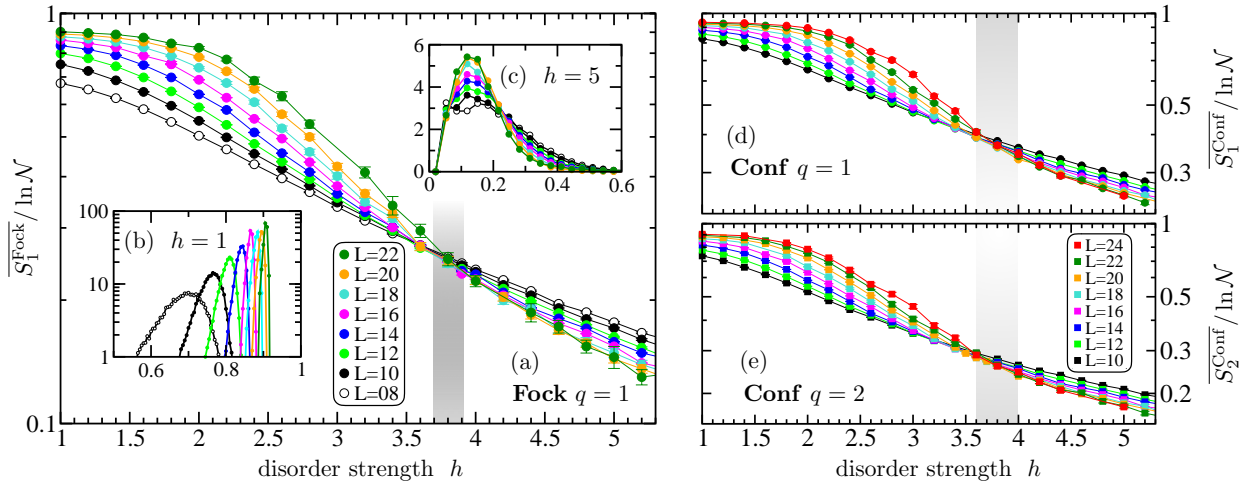 1
0.1
1
1.5
2
2.5
3
3.5
4
4.5
5
disorder strength h
S₁^Fock / ln 𝒩
(a)
Fock q = 1
L=22
L=20
L=18
L=16
L=14
L=12
L=10
L=08
(b) h = 1
100
10
1
0.6
0.8
1
(c) h = 5
6
4
2
0
0
0.2
0.4
0.6
(d)
Conf q = 1
1
0.5
0.3
S₁^Conf / ln 𝒩
(e)
Conf q = 2
1
0.5
0.3
0.2
S₂^Conf / ln 𝒩
L=24
L=22
L=20
L=18
L=16
L=14
L=12
L=10
1
1.5
2
2.5
3
3.5
4
4.5
5
disorder strength h